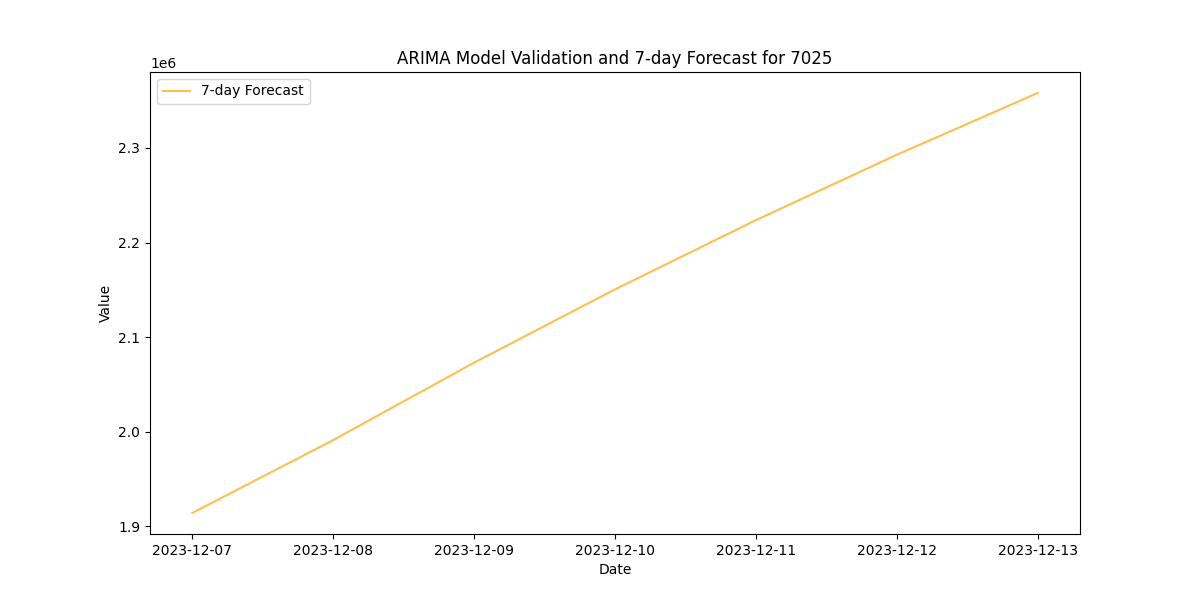 ARIMA Model Validation and 7-day Forecast for 7025
1e6
7-day Forecast
2.3
2.2
2.1
2.0
1.9
Value
2023-12-07 2023-12-08 2023-12-09 2023-12-10 2023-12-11 2023-12-12 2023-12-13
Date